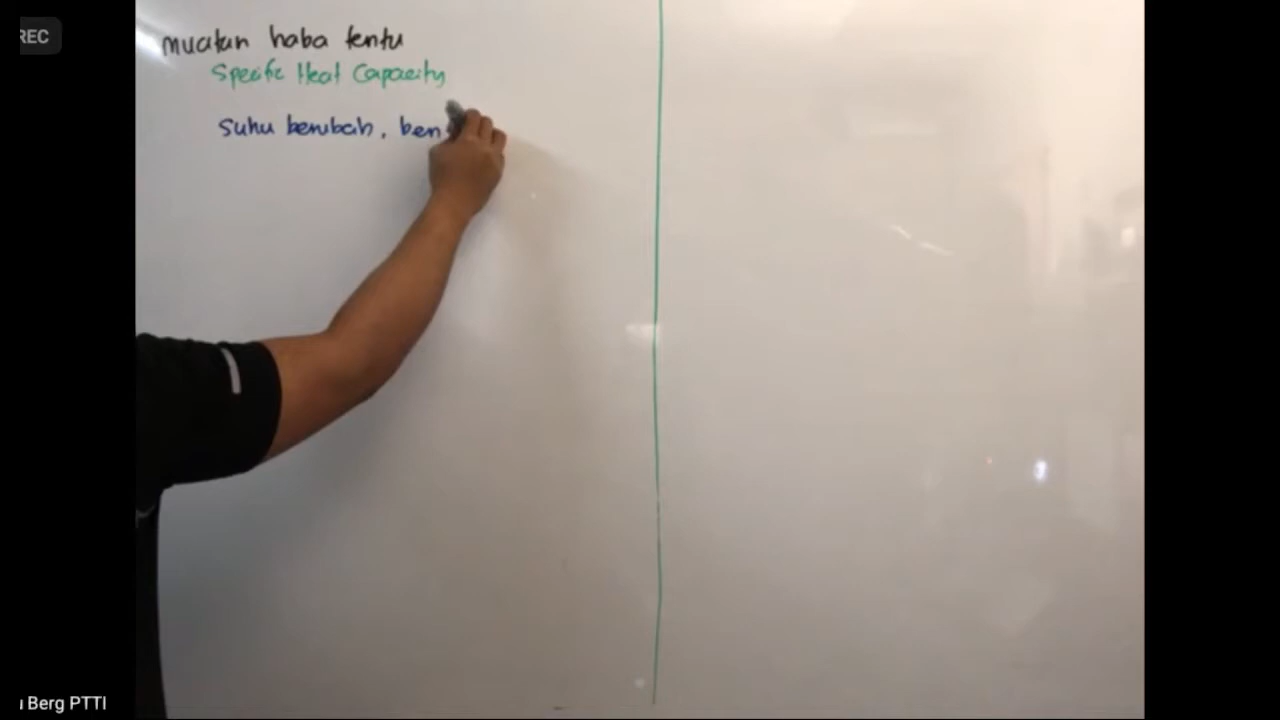 REC
muatan haba tentu
Specific Heat Capacity
Suhu berubah, ben
Berg PTTI